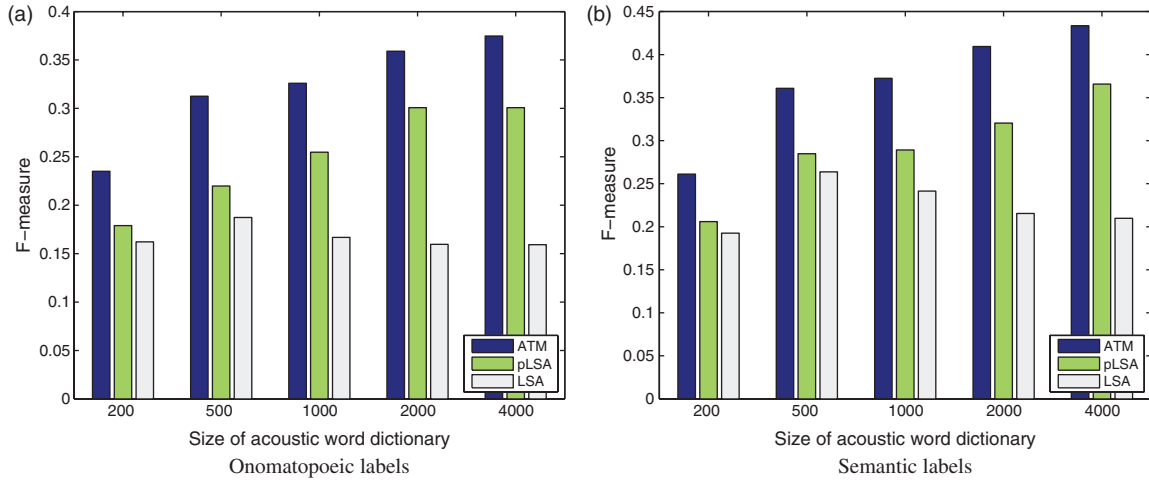 (a)
0.4
0.35
0.3
0.25
0.2
0.15
0.1
0.05
0
F−measure
200 500 1000 2000 4000
ATM
pLSA
LSA
Size of acoustic word dictionary
Onomatopoeic labels
(b)
0.45
0.4
0.35
0.3
0.25
0.2
0.15
0.1
0.05
0
F−measure
200 500 1000 2000 4000
ATM
pLSA
LSA
Size of acoustic word dictionary
Semantic labels